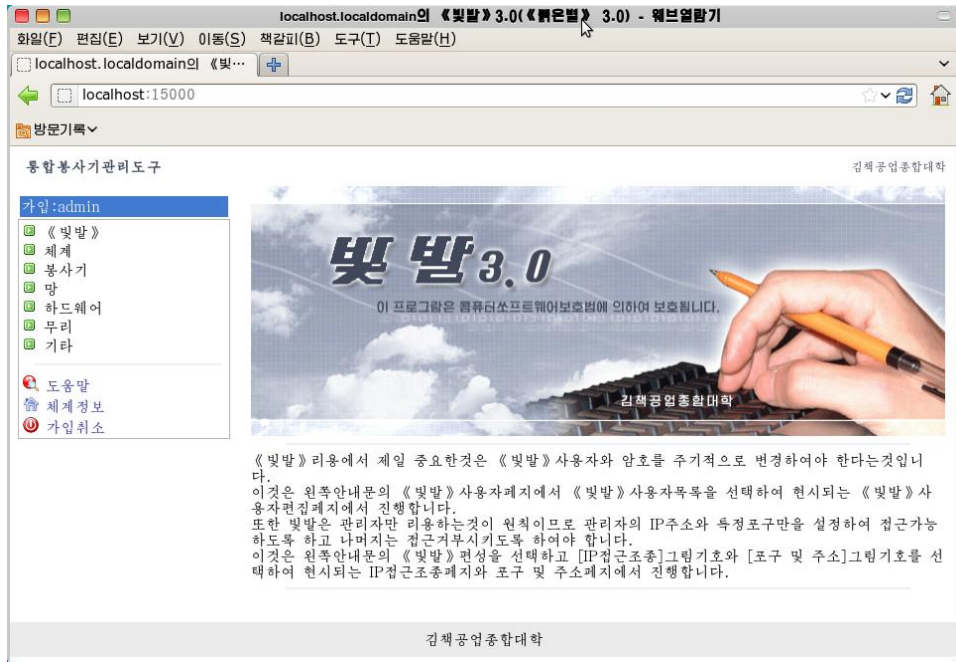 localhost.localdomain의 《빛발》3.0(《붉은별》 3.0) - 웨브열람기
화일(F) 편집(E) 보기(V) 이동(S) 책갈피(B) 도구(T) 도움말(H)
localhost.localdomain의 《빛…
localhost:15000
방문기록
통합봉사기관리도구
김책공업종합대학
가입:admin
《빛발》
체계
봉사기
망
하드웨어
무리
기타
도움말
체계정보
가입취소
빛발3.0
이 프로그람은 콤퓨터쏘프트웨어보호법에 의하여 보호됩니다.
김책공업종합대학
《빛발》리용에서 제일 중요한것은 《빛발》사용자와 암호를 주기적으로 변경하여야 한다는것입니
다.
이것은 왼쪽안내문의 《빛발》사용자페지에서 《빛발》사용자목록을 선택하여 현시되는 《빛발》사
용자편집페지에서 진행합니다.
또한 빛발은 관리자만 리용하는것이 원칙이므로 관리자의 IP주소와 특정포구만을 설정하여 접근가능
하도록 하고 나머지는 접근거부시키도록 하여야 합니다.
이것은 왼쪽안내문의 《빛발》편성을 선택하고 [IP접근조종]그림기호와 [포구 및 주소]그림기호를 선
택하여 현시되는 IP접근조종페지와 포구 및 주소페지에서 진행합니다.
김책공업종합대학